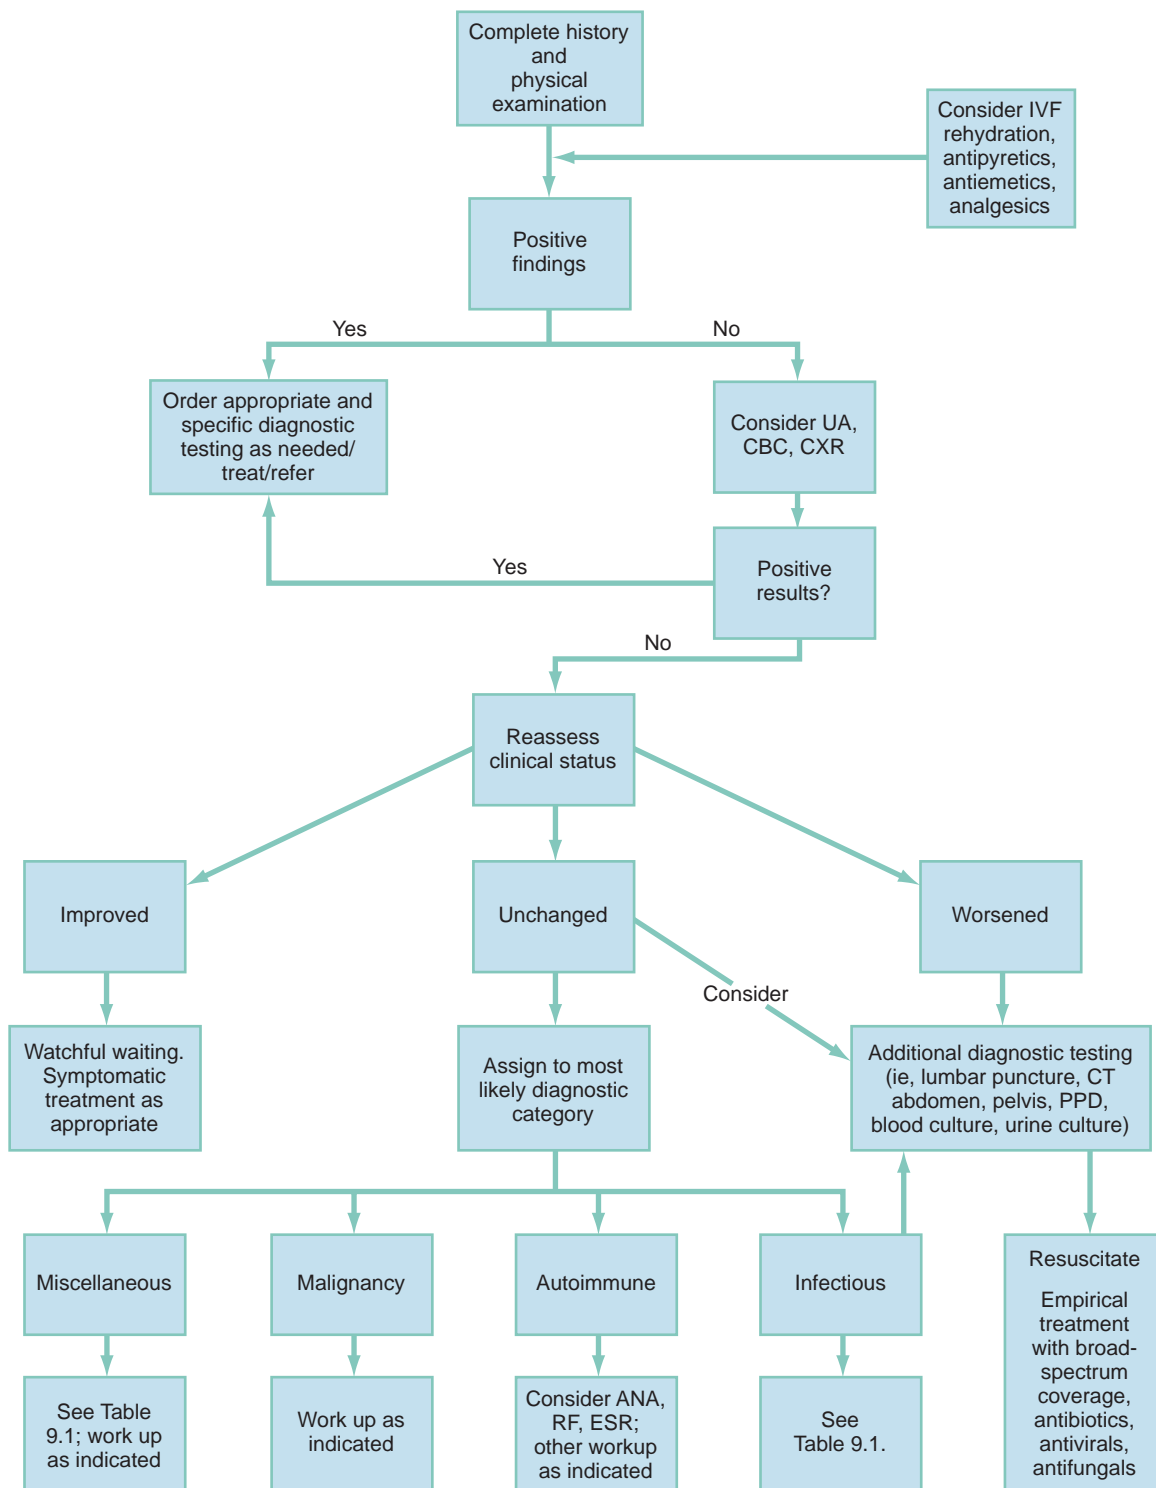 Complete history
and
physical
examination
Consider IVF
rehydration,
antipyretics,
antiemetics,
analgesics
Positive
findings
Yes
No
Order appropriate and
specific diagnostic
testing as needed/
treat/refer
Consider UA,
CBC, CXR
Yes
Positive
results?
No
Reassess
clinical status
Improved
Unchanged
Worsened
Consider
Watchful waiting.
Symptomatic
treatment as
appropriate
Assign to most
likely diagnostic
category
Additional diagnostic testing
(ie, lumbar puncture, CT
abdomen, pelvis, PPD,
blood culture, urine culture)
Miscellaneous
Malignancy
Autoimmune
Infectious
Resuscitate
Empirical
treatment
with broad-
spectrum
coverage,
antibiotics,
antivirals,
antifungals
See Table
9.1; work up
as indicated
Work up as
indicated
Consider ANA,
RF, ESR;
other workup
as indicated
See
Table 9.1.